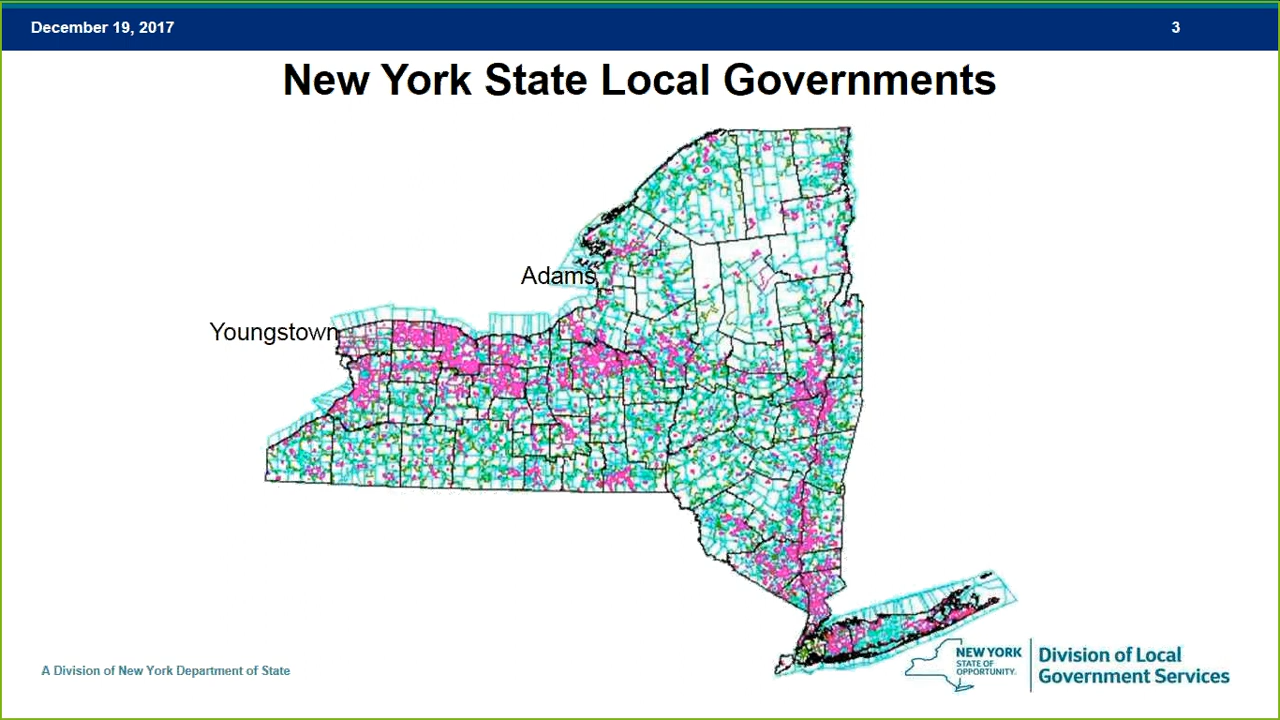 December 19, 2017
3
New York State Local Governments
Adams
Youngstown
A Division of New York Department of State
NEW YORK
STATE OF
OPPORTUNITY.
Division of Local
Government Services